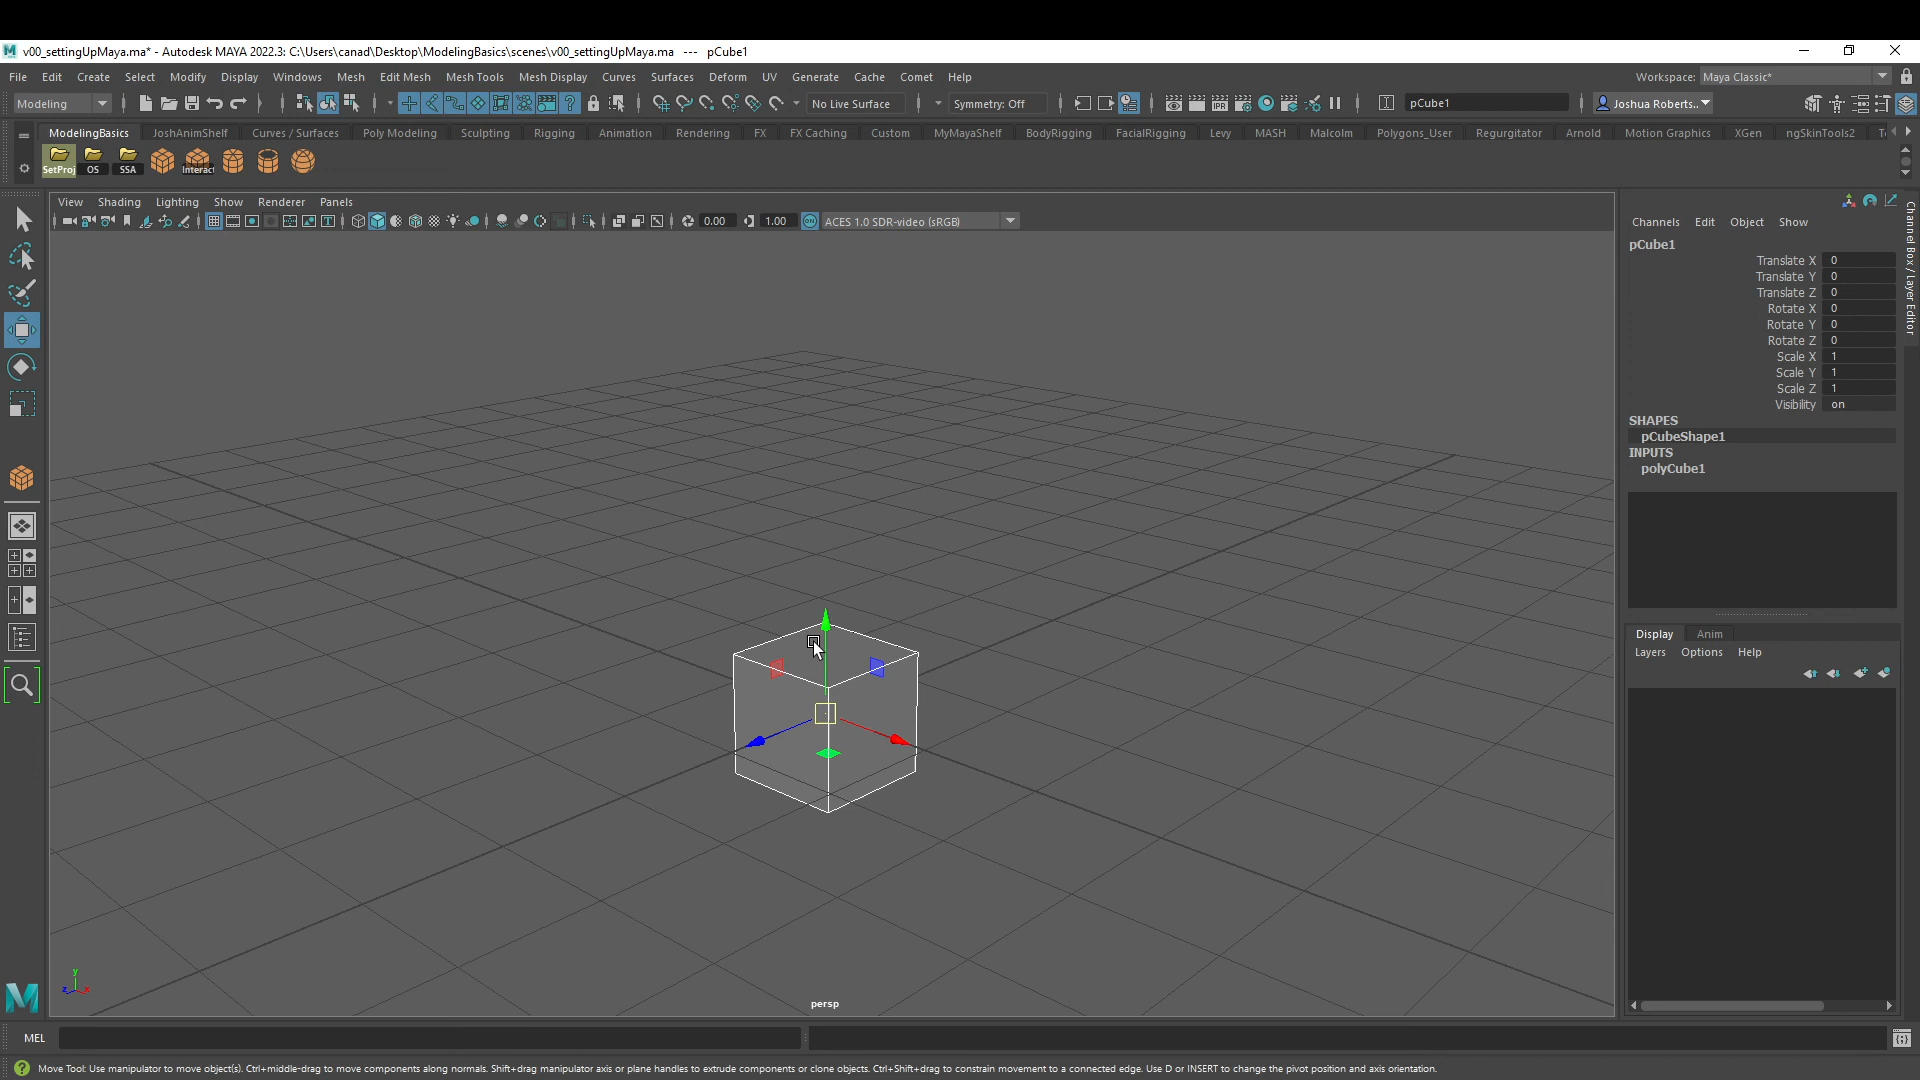 v00_settingUpMaya.ma* - Autodesk MAYA 2022.3: C:\Users\canad\Desktop\ModelingBasics\scenes\v00_settingUpMaya.ma --- pCube1
File Edit Create Select Modify Display Windows Mesh Edit Mesh Mesh Tools Mesh Display Curves Surfaces Deform UV Generate Cache Comet Help Workspace: Maya Classic*
Modeling No Live Surface Symmetry: Off IPR pCube1 Joshua Roberts..
ModelingBasics JoshAnimShelf Curves / Surfaces Poly Modeling Sculpting Rigging Animation Rendering FX FX Caching Custom MyMayaShelf BodyRigging FacialRigging Levy MASH Malcolm Polygons_User Regurgitator Arnold Motion Graphics XGen ngSkinTools2
SetProj OS SSA Interact
View Shading Lighting Show Renderer Panels
0.00 1.00 ON ACES 1.0 SDR-video (sRGB)
Channels Edit Object Show
pCube1
Translate X 0
Translate Y 0
Translate Z 0
Rotate X 0
Rotate Y 0
Rotate Z 0
Scale X 1
Scale Y 1
Scale Z 1
Visibility on
SHAPES
pCubeShape1
INPUTS
polyCube1
Channel Box / Layer Editor
Display Anim
Layers Options Help
y
z x
persp
MEL
Move Tool: Use manipulator to move object(s). Ctrl+middle-drag to move components along normals. Shift+drag manipulator axis or plane handles to extrude components or clone objects. Ctrl+Shift+drag to constrain movement to a connected edge. Use D or INSERT to change the pivot position and axis orientation.